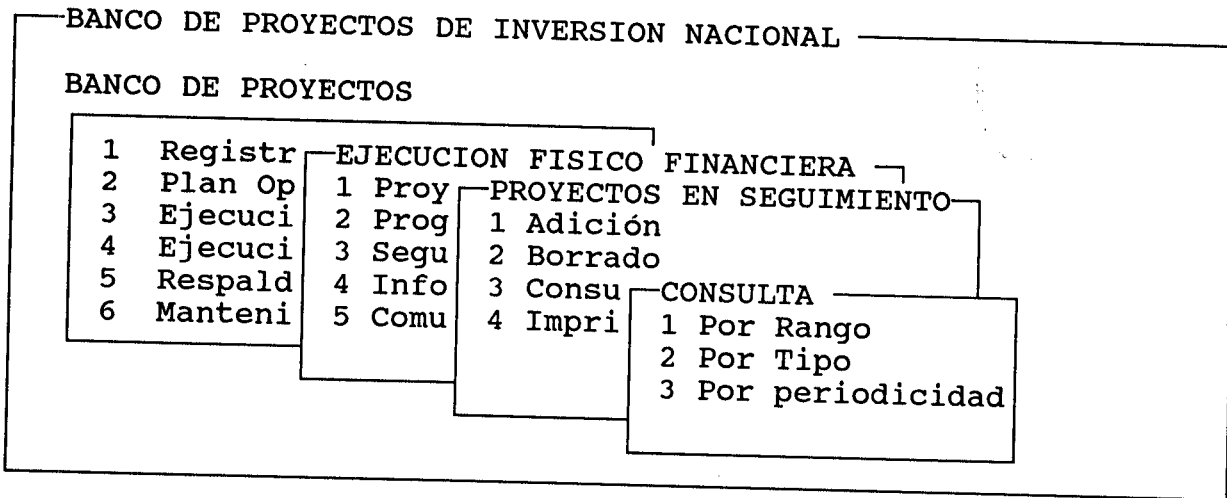 BANCO DE PROYECTOS DE INVERSION NACIONAL
BANCO DE PROYECTOS
1 Registr
2 Plan Op
3 Ejecuci
4 Ejecuci
5 Respald
6 Manteni
EJECUCION FISICO FINANCIERA
1 Proy
2 Prog
3 Segu
4 Info
5 Comu
PROYECTOS EN SEGUIMIENTO
1 Adición
2 Borrado
3 Consu
4 Impri
CONSULTA
1 Por Rango
2 Por Tipo
3 Por periodicidad